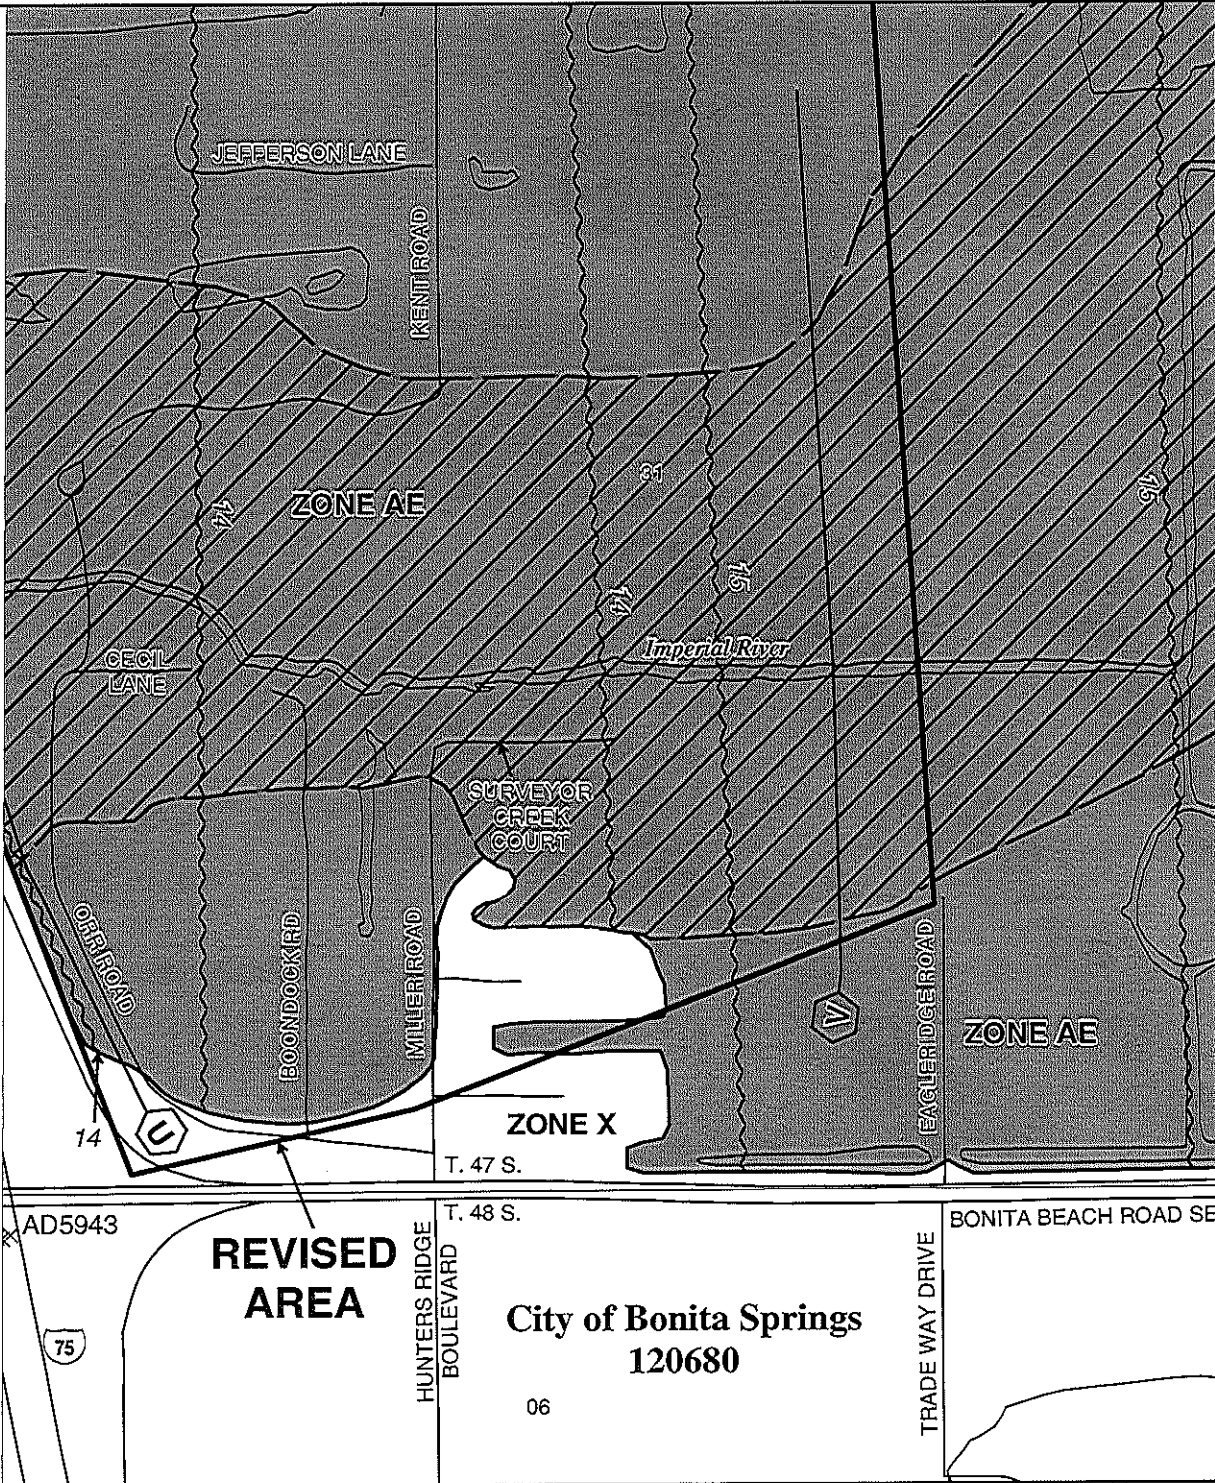 JEFFERSON LANE
KENT ROAD
31
ZONE AE
14
15
15
14
Imperial River
CECIL
LANE
SURVEYOR
CREEK
COURT
ORR ROAD
BOONDOCK RD
MILLER ROAD
EAGLERIDGE ROAD
V
ZONE AE
14
U
ZONE X
T. 47 S.
T. 48 S.
AD5943
BONITA BEACH ROAD SE
REVISED
AREA
HUNTERS RIDGE
BOULEVARD
TRADE WAY DRIVE
City of Bonita Springs
120680
75
06